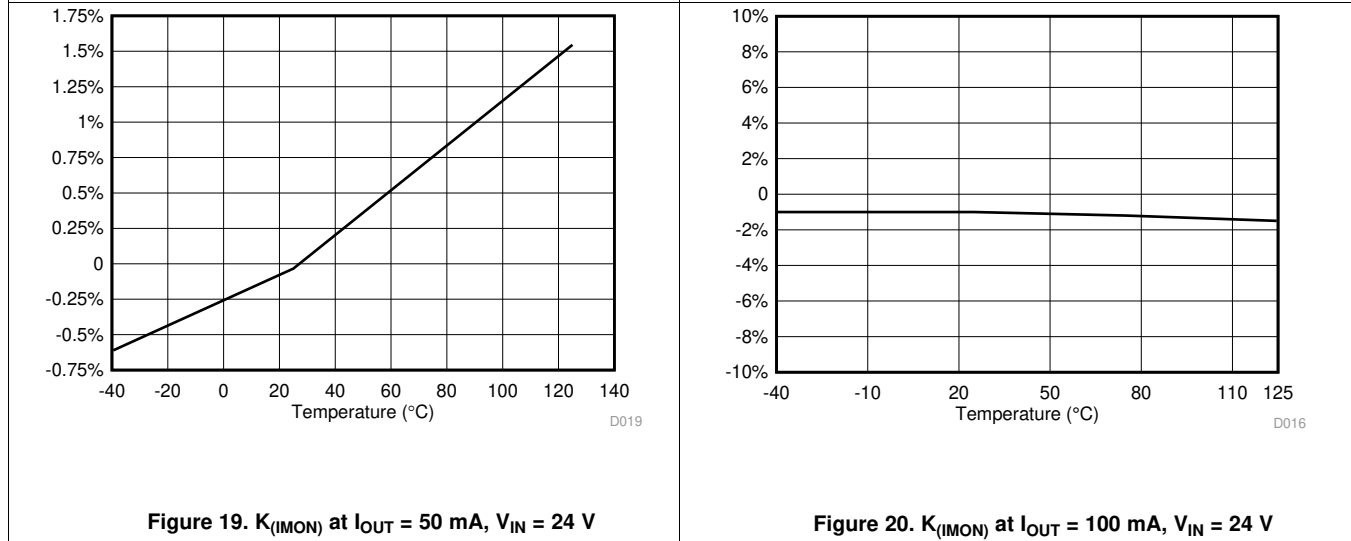 1.75%
1.5%
1.25%
1%
0.75%
0.5%
0.25%
0
-0.25%
-0.5%
-0.75%
-40 -20 0 20 40 60 80 100 120 140
Temperature (°C)
D019
Figure 19. K(IMON) at IOUT = 50 mA, VIN = 24 V
10%
8%
6%
4%
2%
0
-2%
-4%
-6%
-8%
-10%
-40 -10 20 50 80 110 125
Temperature (°C)
D016
Figure 20. K(IMON) at IOUT = 100 mA, VIN = 24 V